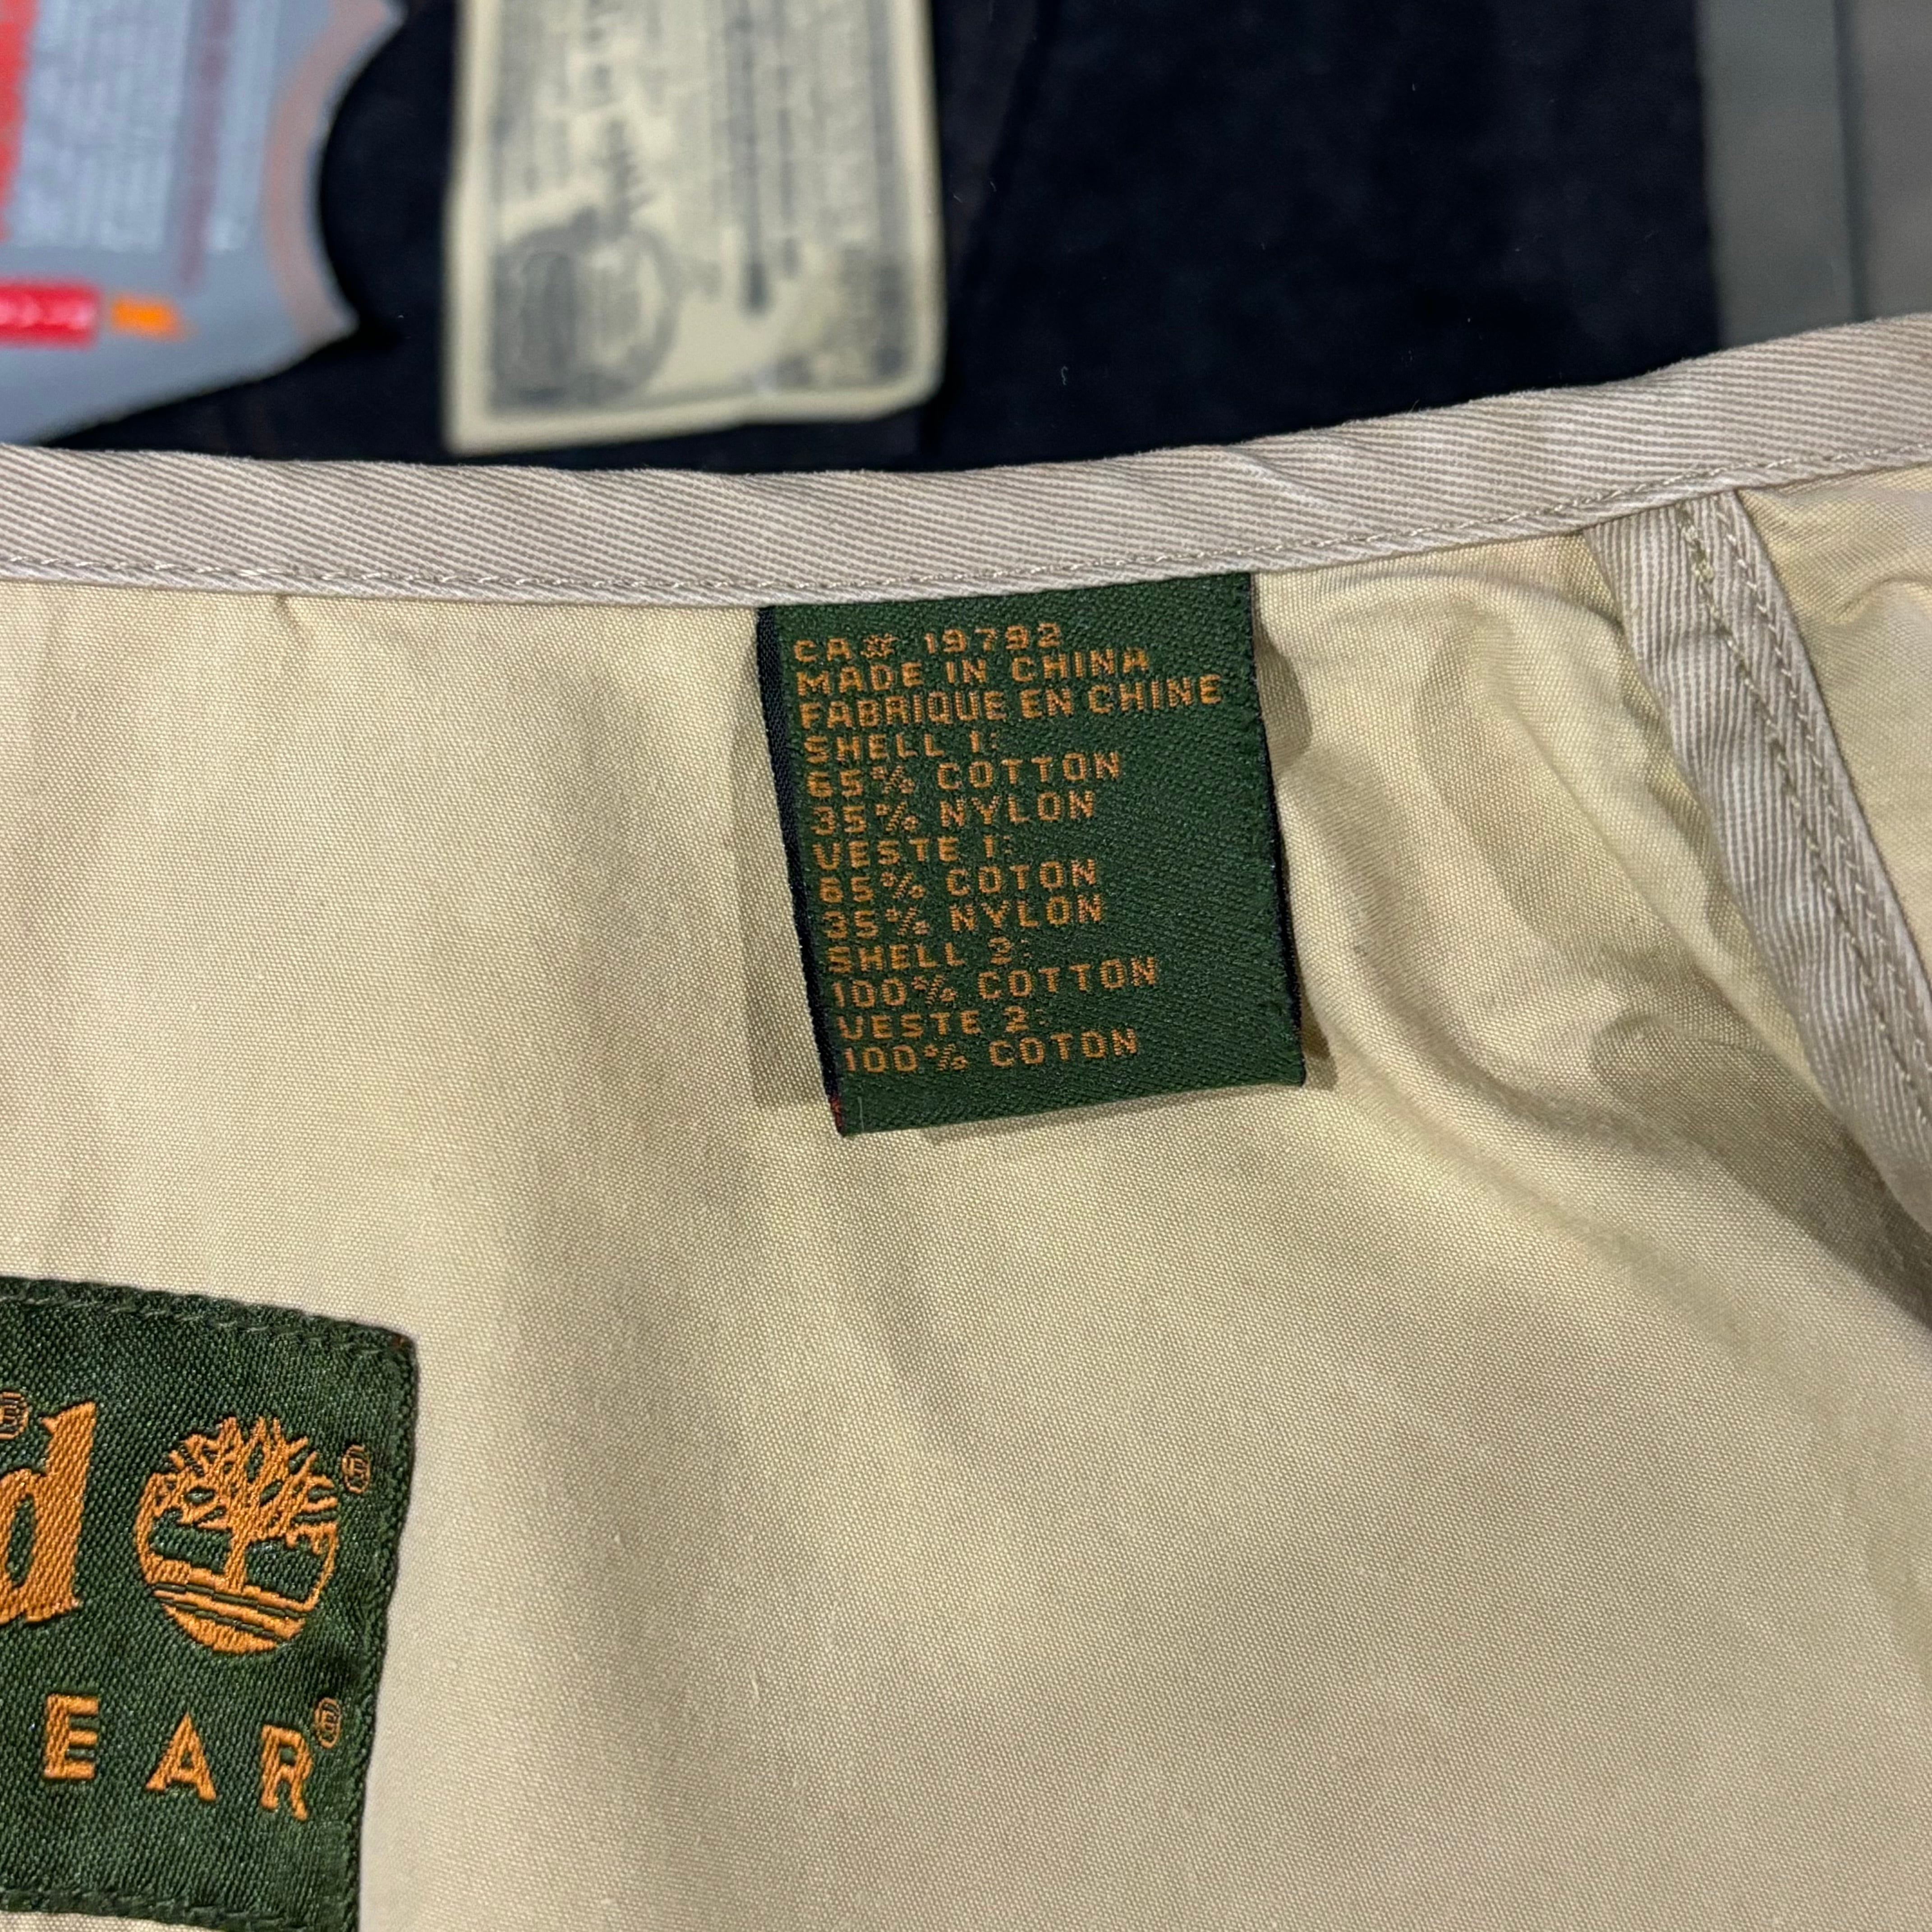 CA# 19792
MADE IN CHINA
FABRIQUE EN CHINE
SHELL 1:
65% COTTON
35% NYLON
VESTE 1:
65% COTON
35% NYLON
SHELL 2:
100% COTTON
VESTE 2:
100% COTON
®
d ®
EAR®